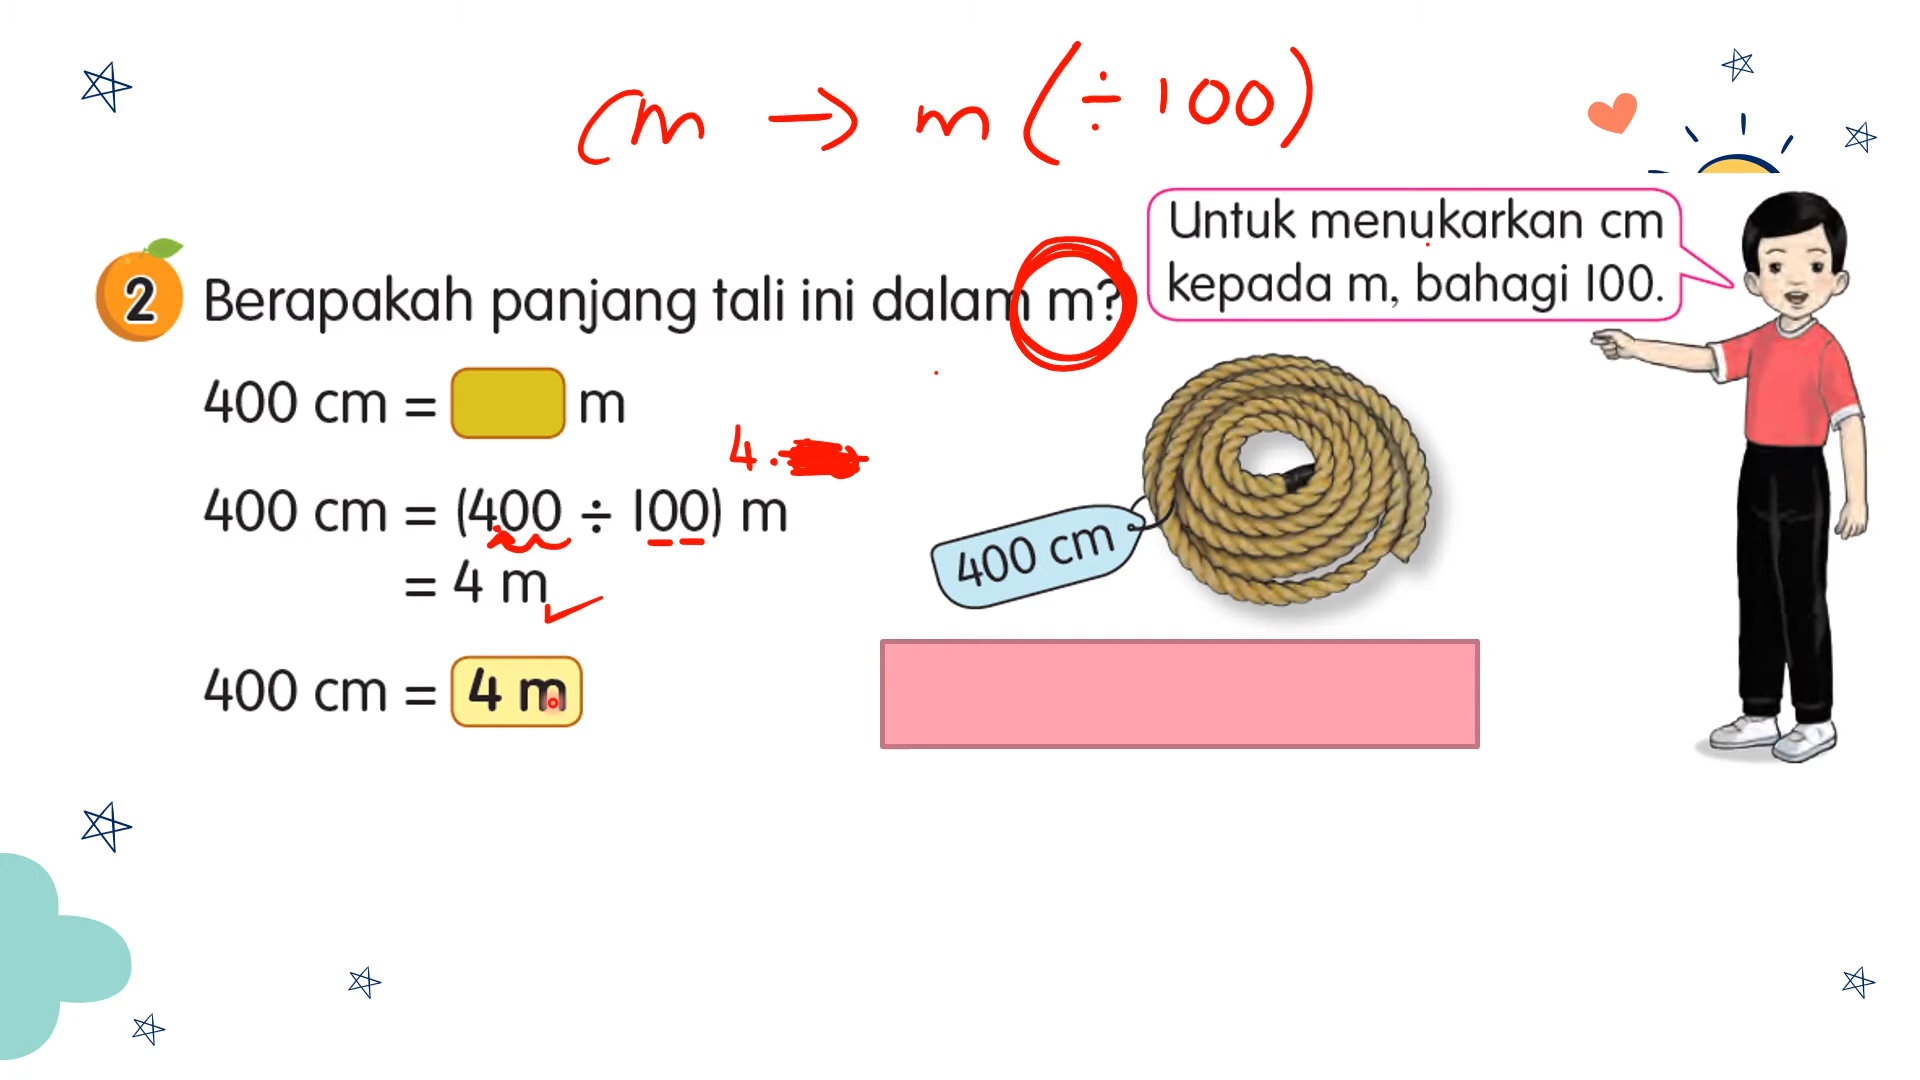 cm → m (÷ 100)
Untuk menukarkan cm
kepada m, bahagi 100.
2 Berapakah panjang tali ini dalam m?
400 cm = m
4.
400 cm = (400 ÷ 100) m
= 4 m
400 cm
400 cm = 4 m